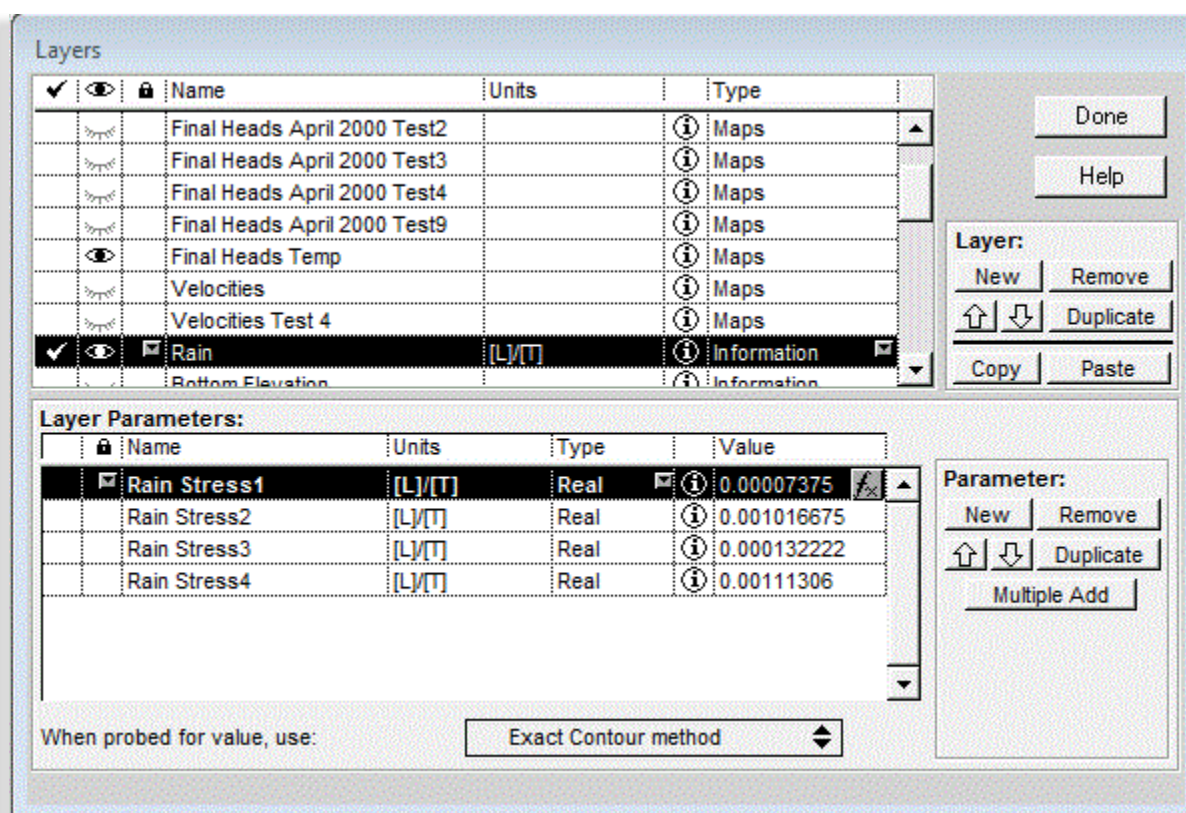 Layers
Name Units Type
Final Heads April 2000 Test2 Maps
Final Heads April 2000 Test3 Maps
Final Heads April 2000 Test4 Maps
Final Heads April 2000 Test9 Maps
Final Heads Temp Maps
Velocities Maps
Velocities Test 4 Maps
Rain [L]/[T] Information
Bottom Elevation Information
Done
Help
Layer:
New Remove
Duplicate
Copy Paste
Layer Parameters:
Name Units Type Value
Rain Stress1 [L]/[T] Real 0.00007375 fx
Rain Stress2 [L]/[T] Real 0.001016675
Rain Stress3 [L]/[T] Real 0.000132222
Rain Stress4 [L]/[T] Real 0.00111306
Parameter:
New Remove
Duplicate
Multiple Add
When probed for value, use: Exact Contour method